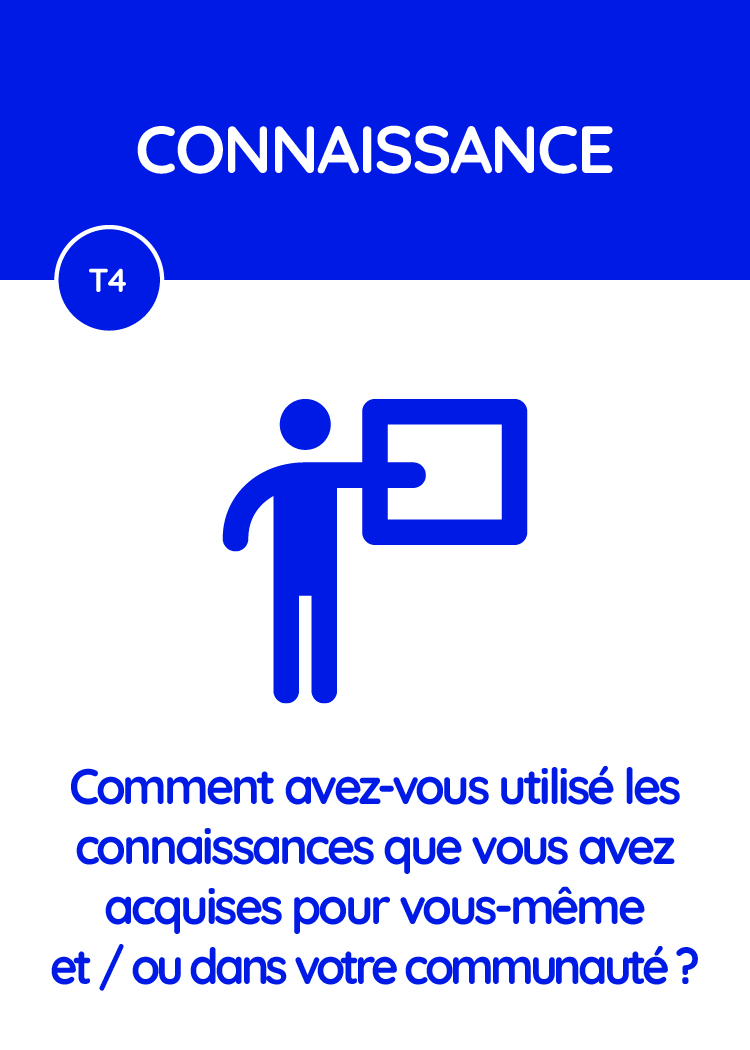 CONNAISSANCE
T4
Comment avez-vous utilisé les
connaissances que vous avez
acquises pour vous-même
et / ou dans votre communauté ?